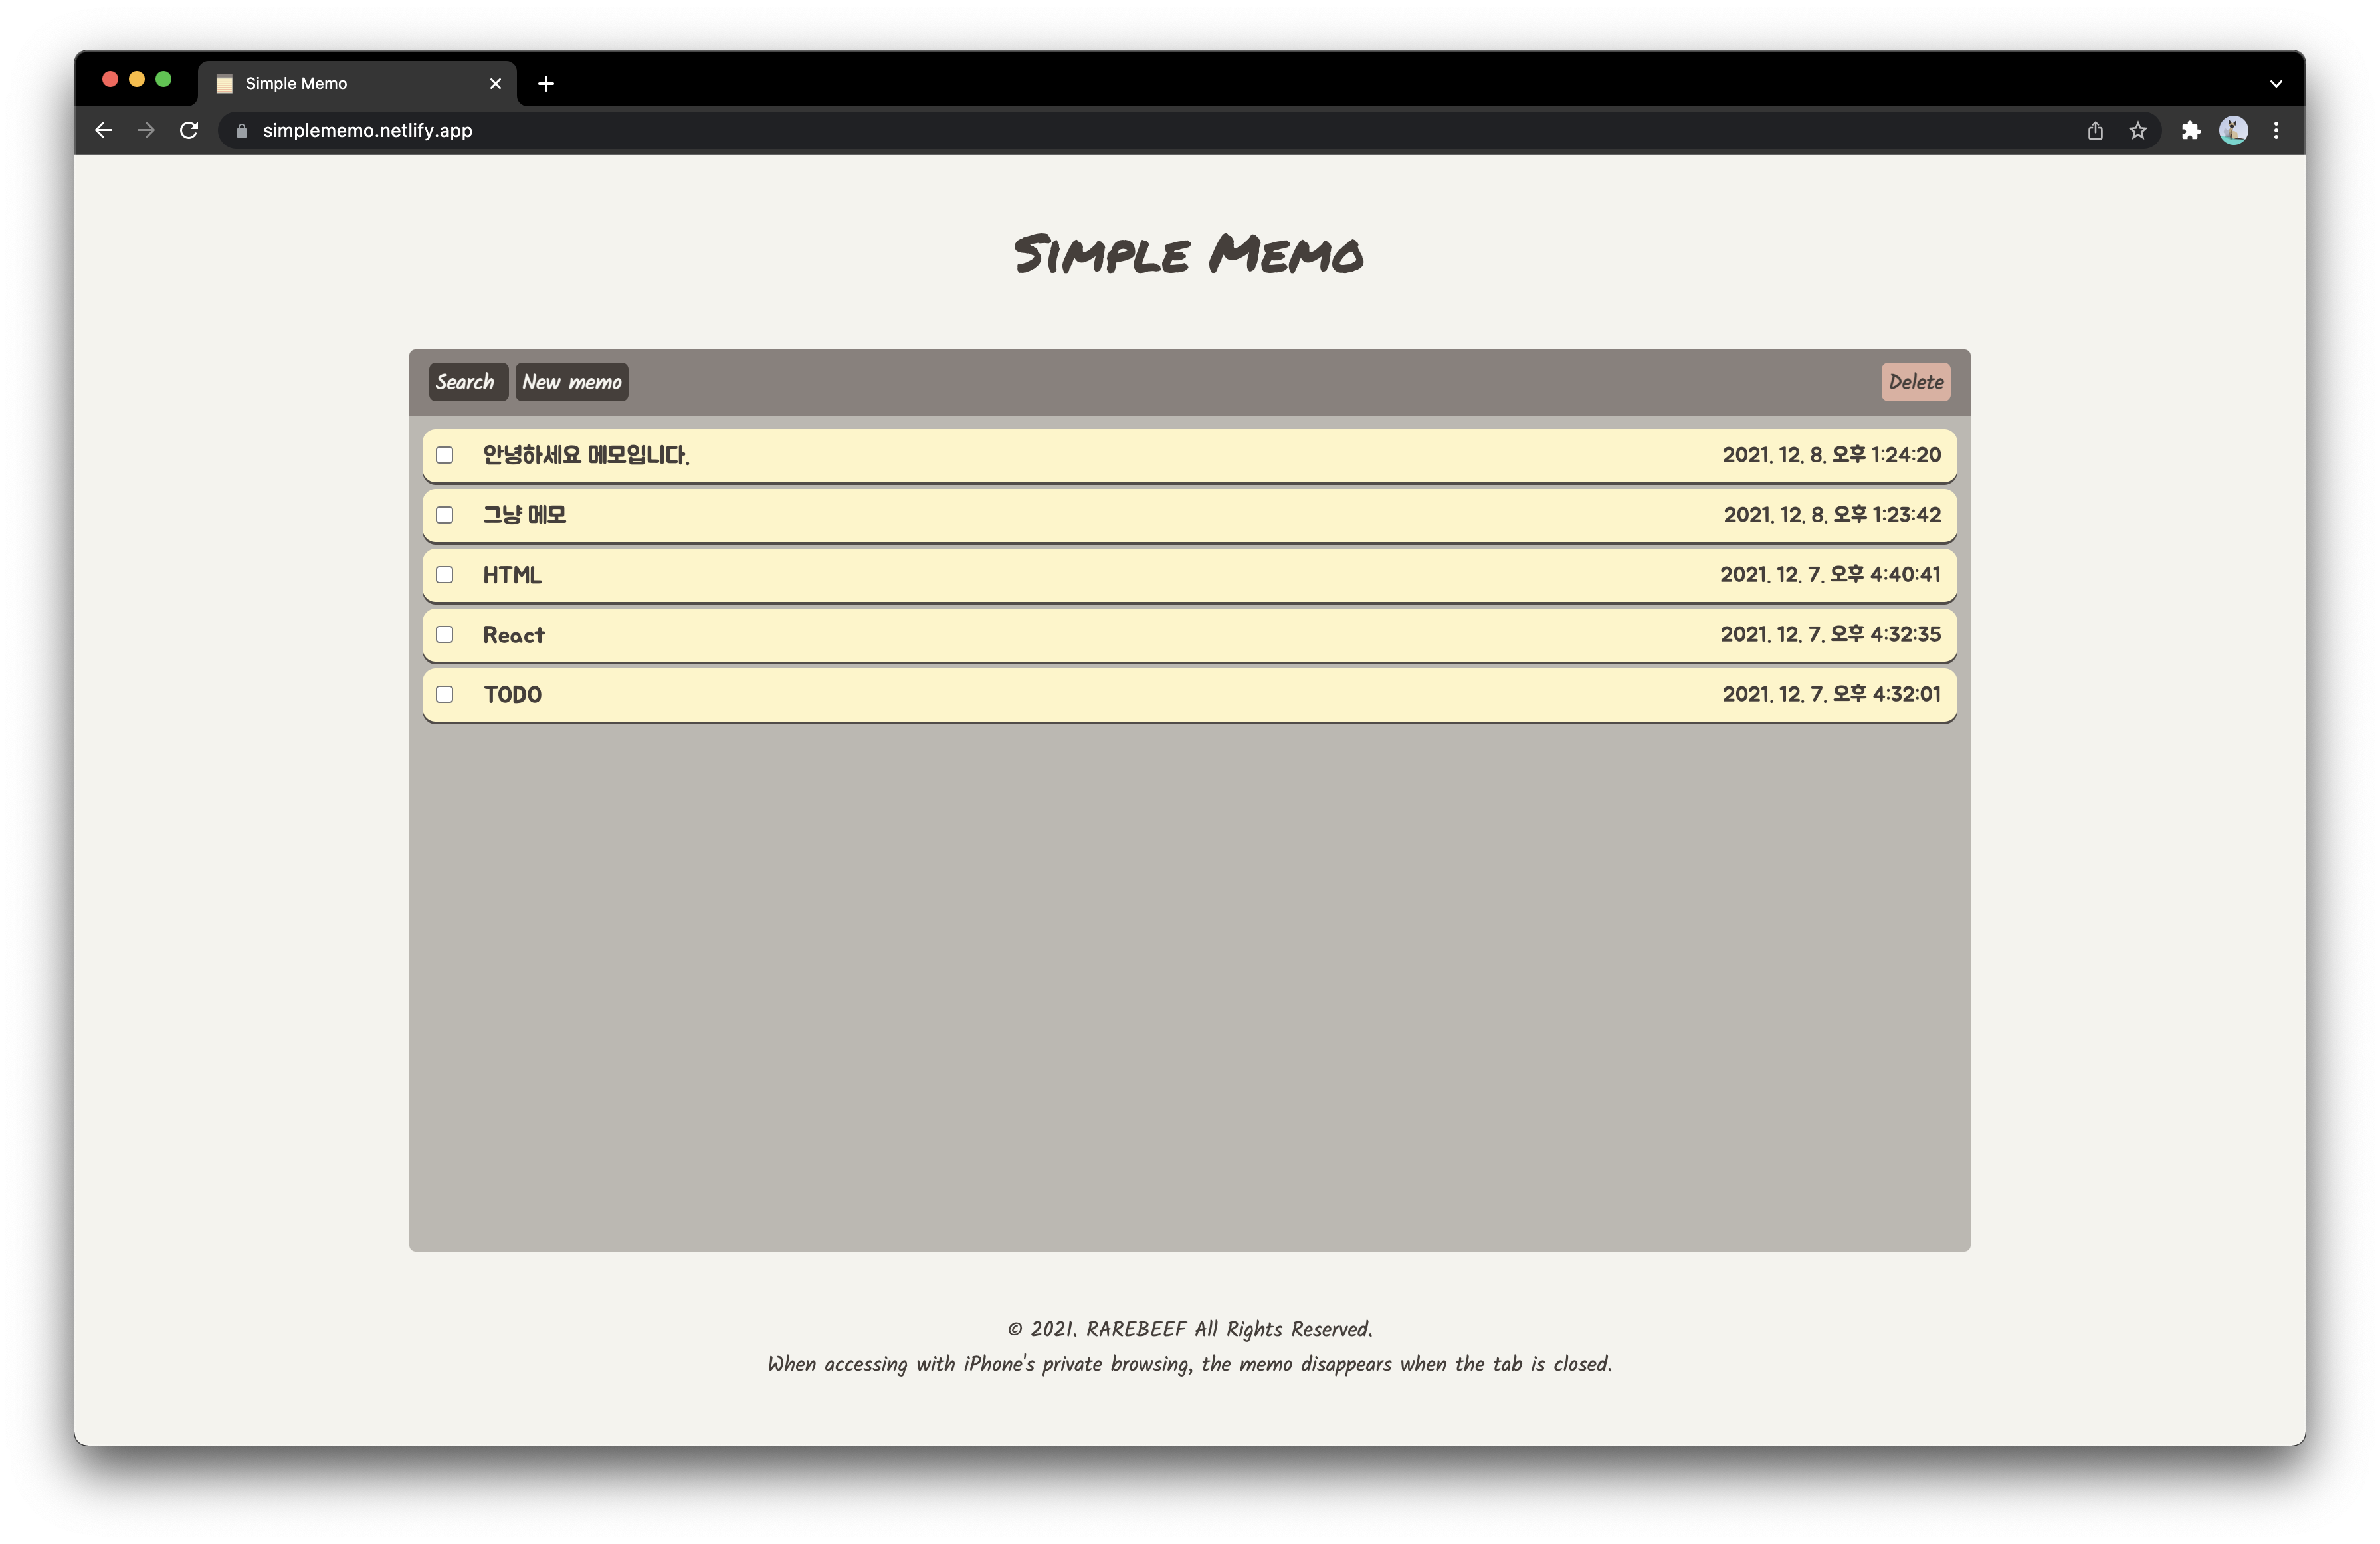 Simple Memo
simplememo.netlify.app
Simple Memo
Search New memo Delete
안녕하세요 메모입니다. 2021. 12. 8. 오후 1:24:20
그냥 메모 2021. 12. 8. 오후 1:23:42
HTML 2021. 12. 7. 오후 4:40:41
React 2021. 12. 7. 오후 4:32:35
TODO 2021. 12. 7. 오후 4:32:01
© 2021. RAREBEEF All Rights Reserved.
When accessing with iPhone's private browsing, the memo disappears when the tab is closed.